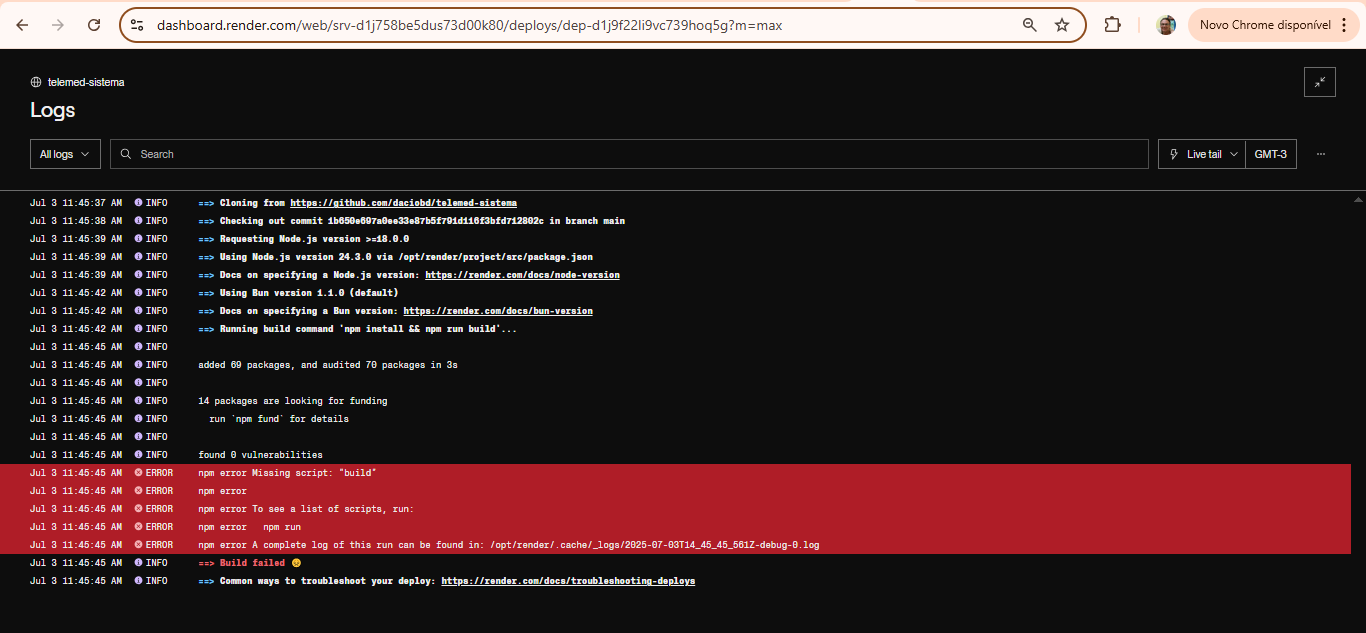 dashboard.render.com/web/srv-d1j758be5dus73d00k80/deploys/dep-d1j9f22li9vc739hoq5g?m=max
Novo Chrome disponível
telemed-sistema
Logs
All logs
Search
Live tail
GMT-3
Jul 3 11:45:37 AM INFO ==> Cloning from https://github.com/daciobd/telemed-sistema
Jul 3 11:45:38 AM INFO ==> Checking out commit 1b650e697a0ee33e87b5f791d116f3bfd712802c in branch main
Jul 3 11:45:39 AM INFO ==> Requesting Node.js version >=18.0.0
Jul 3 11:45:39 AM INFO ==> Using Node.js version 24.3.0 via /opt/render/project/src/package.json
Jul 3 11:45:39 AM INFO ==> Docs on specifying a Node.js version: https://render.com/docs/node-version
Jul 3 11:45:42 AM INFO ==> Using Bun version 1.1.0 (default)
Jul 3 11:45:42 AM INFO ==> Docs on specifying a Bun version: https://render.com/docs/bun-version
Jul 3 11:45:42 AM INFO ==> Running build command 'npm install && npm run build'...
Jul 3 11:45:45 AM INFO
Jul 3 11:45:45 AM INFO added 69 packages, and audited 70 packages in 3s
Jul 3 11:45:45 AM INFO
Jul 3 11:45:45 AM INFO 14 packages are looking for funding
Jul 3 11:45:45 AM INFO run `npm fund` for details
Jul 3 11:45:45 AM INFO
Jul 3 11:45:45 AM INFO found 0 vulnerabilities
Jul 3 11:45:45 AM ERROR npm error Missing script: "build"
Jul 3 11:45:45 AM ERROR npm error
Jul 3 11:45:45 AM ERROR npm error To see a list of scripts, run:
Jul 3 11:45:45 AM ERROR npm error npm run
Jul 3 11:45:45 AM ERROR npm error A complete log of this run can be found in: /opt/render/.cache/_logs/2025-07-03T14_45_45_561Z-debug-0.log
Jul 3 11:45:45 AM INFO ==> Build failed 😞
Jul 3 11:45:45 AM INFO ==> Common ways to troubleshoot your deploy: https://render.com/docs/troubleshooting-deploys